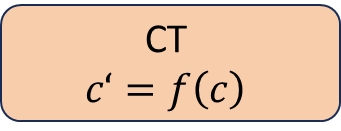 CT
c‘ = f(c)